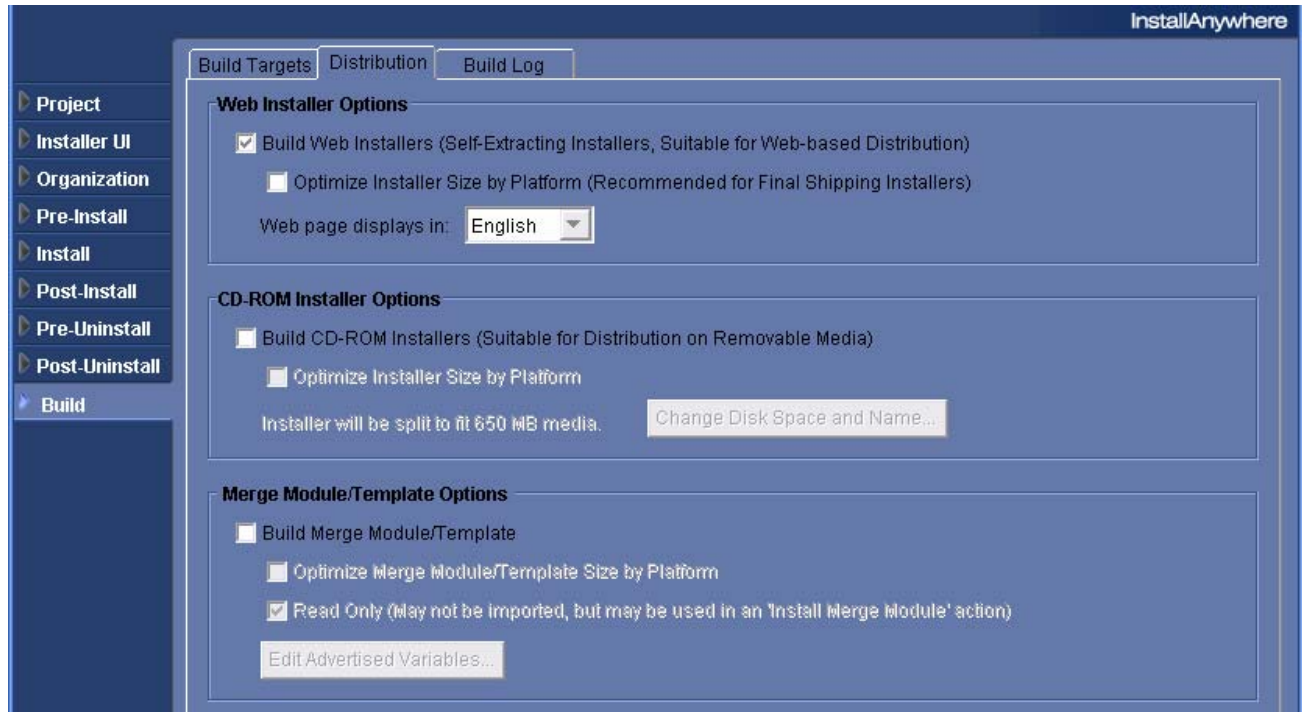 InstallAnywhere
Build Targets
Distribution
Build Log
Project
Installer UI
Organization
Pre-Install
Install
Post-Install
Pre-Uninstall
Post-Uninstall
Build
Web Installer Options
Build Web Installers (Self-Extracting Installers, Suitable for Web-based Distribution)
Optimize Installer Size by Platform (Recommended for Final Shipping Installers)
Web page displays in: English
CD-ROM Installer Options
Build CD-ROM Installers (Suitable for Distribution on Removable Media)
Optimize Installer Size by Platform
Installer will be split to fit 650 MB media. Change Disk Space and Name...
Merge Module/Template Options
Build Merge Module/Template
Optimize Merge Module/Template Size by Platform
Read Only (May not be imported, but may be used in an 'Install Merge Module' action)
Edit Advertised Variables...